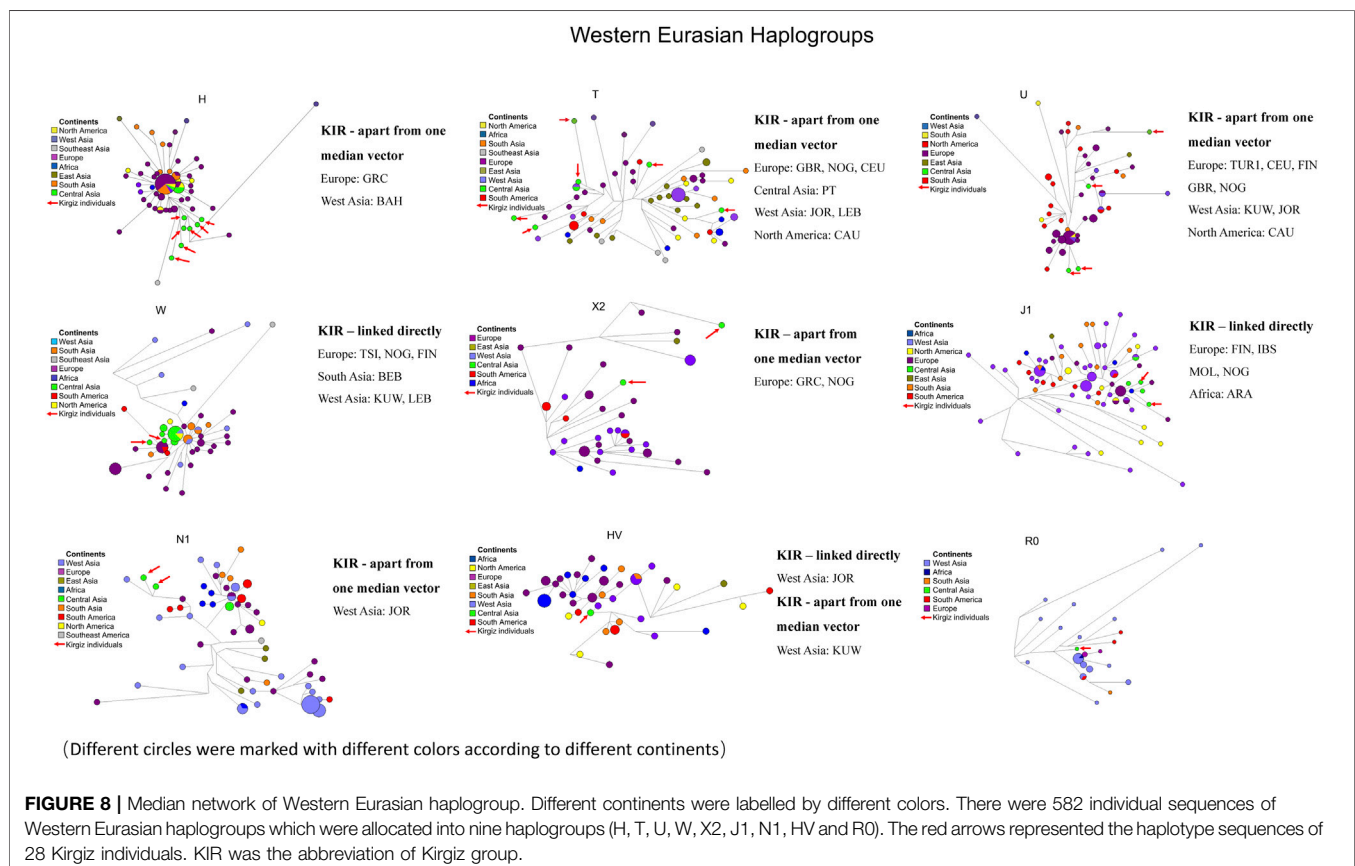 Western Eurasian Haplogroups
H
Continents
North America
West Asia
Southeast Asia
Europe
Africa
East Asia
South Asia
Central Asia
Kirgiz individuals
KIR - apart from one
median vector
Europe: GRC
West Asia: BAH
T
Continents
North America
Africa
South Asia
Southeast Asia
Europe
East Asia
West Asia
Central Asia
South America
Kirgiz individuals
KIR - apart from one
median vector
Europe: GBR, NOG, CEU
Central Asia: PT
West Asia: JOR, LEB
North America: CAU
U
Continents
West Asia
South Asia
North America
Europe
East Asia
Central Asia
South Asia
Kirgiz individuals
KIR - apart from one
median vector
Europe: TUR1, CEU, FIN
GBR, NOG
West Asia: KUW, JOR
North America: CAU
W
Continents
West Asia
South Asia
Southeast Asia
Europe
Africa
Central Asia
South America
North America
Kirgiz individuals
KIR – linked directly
Europe: TSI, NOG, FIN
South Asia: BEB
West Asia: KUW, LEB
X2
Continents
Europe
East Asia
West Asia
Central Asia
South America
Africa
Kirgiz individuals
KIR – apart from
one median vector
Europe: GRC, NOG
J1
Continents
Africa
West Asia
North America
Europe
Central Asia
East Asia
South Asia
South America
Kirgiz individuals
KIR – linked directly
Europe: FIN, IBS
MOL, NOG
Africa: ARA
N1
Continents
West Asia
Europe
East Asia
Africa
Central Asia
South Asia
South America
North America
Southeast America
Kirgiz individuals
KIR - apart from
one median vector
West Asia: JOR
HV
Continents
Africa
North America
Europe
East Asia
South Asia
West Asia
Central Asia
South America
Kirgiz individuals
KIR – linked directly
West Asia: JOR
KIR - apart from one
median vector
West Asia: KUW
R0
Continents
West Asia
Africa
South Asia
Central Asia
South America
Europe
Kirgiz individuals
（Different circles were marked with different colors according to different continents）
FIGURE 8 | Median network of Western Eurasian haplogroup. Different continents were labelled by different colors. There were 582 individual sequences of
Western Eurasian haplogroups which were allocated into nine haplogroups (H, T, U, W, X2, J1, N1, HV and R0). The red arrows represented the haplotype sequences of
28 Kirgiz individuals. KIR was the abbreviation of Kirgiz group.